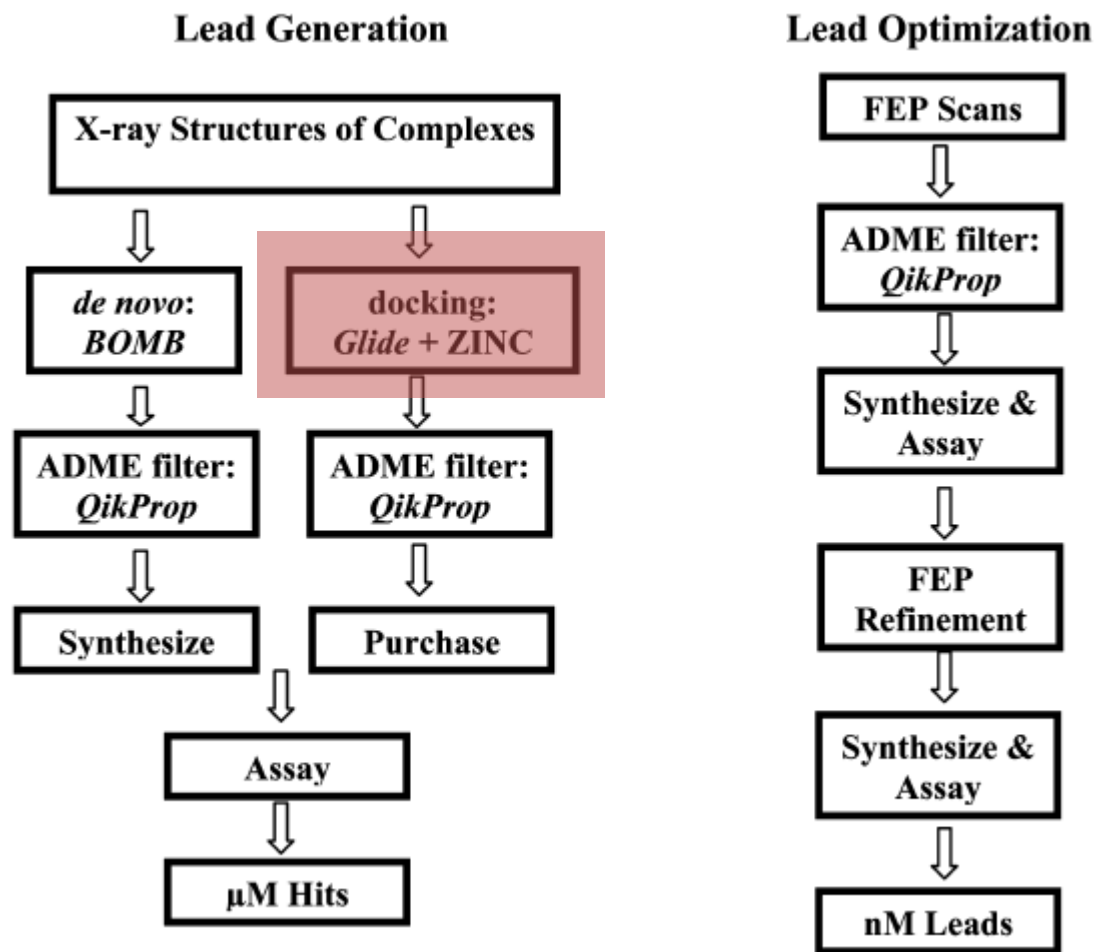 Lead Generation
X-ray Structures of Complexes
de novo:
BOMB
docking:
Glide + ZINC
ADME filter:
QikProp
ADME filter:
QikProp
Synthesize
Purchase
Assay
µM Hits
Lead Optimization
FEP Scans
ADME filter:
QikProp
Synthesize &
Assay
FEP
Refinement
Synthesize &
Assay
nM Leads